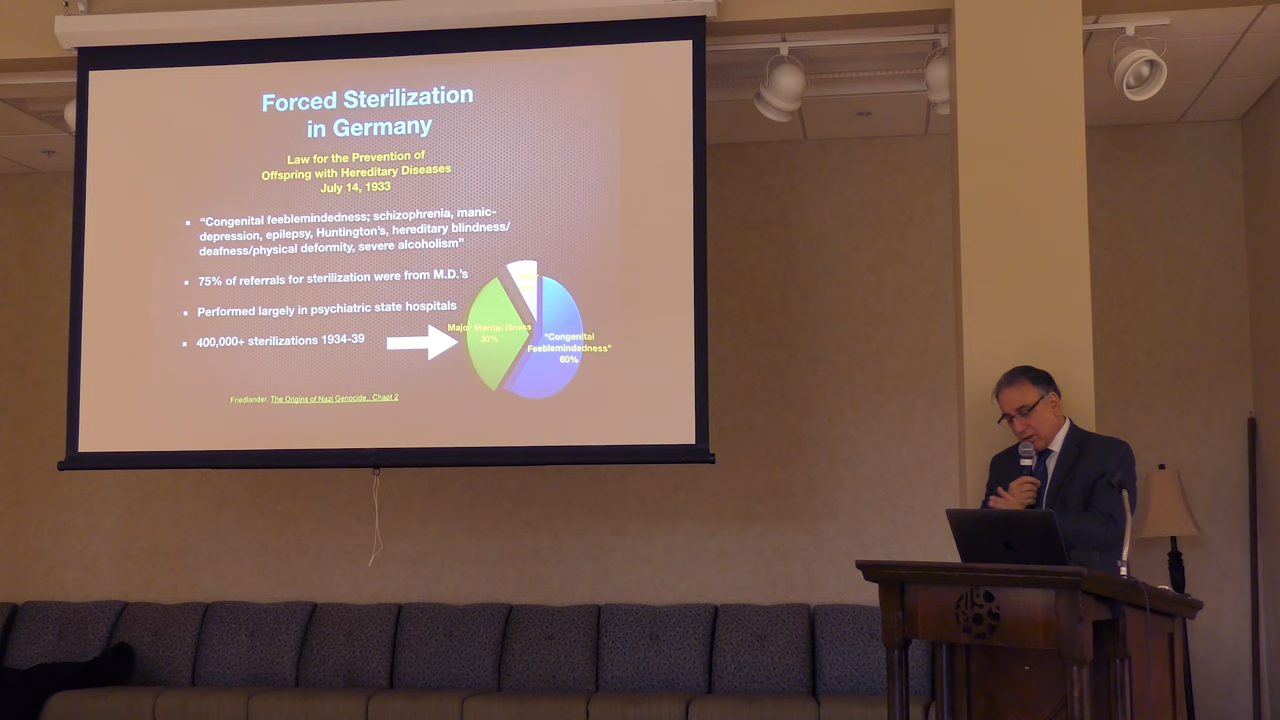 Forced Sterilization
in Germany
Law for the Prevention of
Offspring with Hereditary Diseases
July 14, 1933
“Congenital feeblemindedness; schizophrenia, manic-
depression, epilepsy, Huntington's, hereditary blindness/
deafness/physical deformity, severe alcoholism”
75% of referrals for sterilization were from M.D.'s
Performed largely in psychiatric state hospitals
400,000+ sterilizations 1934-39
Major Mental Illness
30%
"Congenital
Feeblemindedness"
60%
Friedlander, The Origins of Nazi Genocide., Chapt 2